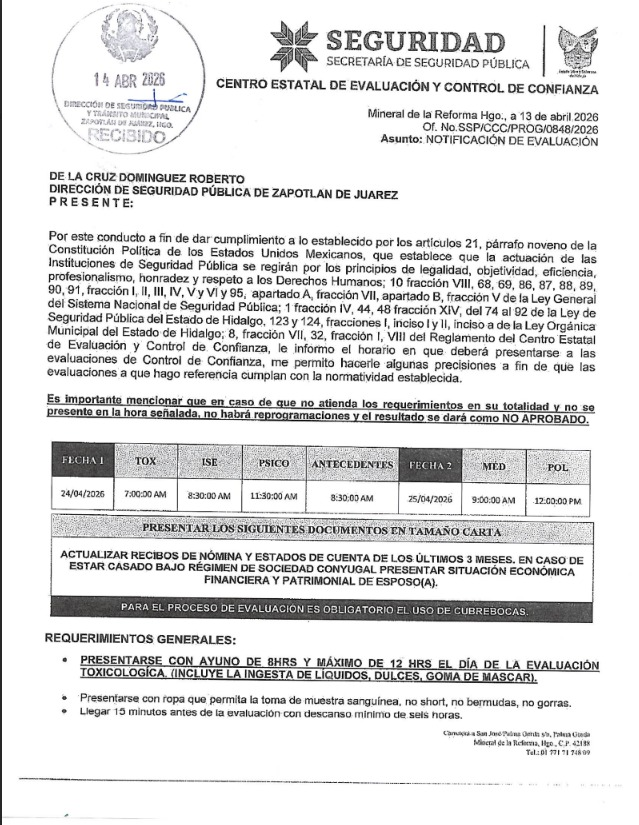 14 ABR 2026
DIRECCIÓN DE SEGURIDAD PÚBLICA
Y TRÁNSITO MUNICIPAL
ZAPOTLÁN DE JUÁREZ, HGO.
RECIBIDO
SEGURIDAD
SECRETARÍA DE SEGURIDAD PÚBLICA
CENTRO ESTATAL DE EVALUACIÓN Y CONTROL DE CONFIANZA
Mineral de la Reforma Hgo., a 13 de abril 2026
Of. No.SSP/CCC/PROG/0848/2026
Asunto: NOTIFICACIÓN DE EVALUACIÓN
DE LA CRUZ DOMINGUEZ ROBERTO
DIRECCIÓN DE SEGURIDAD PÚBLICA DE ZAPOTLAN DE JUAREZ
P R E S E N T E:
Por este conducto a fin de dar cumplimiento a lo establecido por los artículos 21, párrafo noveno de la
Constitución Política de los Estados Unidos Mexicanos, que establece que la actuación de las
Instituciones de Seguridad Pública se regirán por los principios de legalidad, objetividad, eficiencia,
profesionalismo, honradez y respeto a los Derechos Humanos; 10 fracción VIII, 68, 69, 86, 87, 88, 89,
90, 91, fracción I, II, III, IV, V y VI y 95, apartado A, fracción VII, apartado B, fracción V de la Ley General
del Sistema Nacional de Seguridad Pública; 1 fracción IV, 44, 48 fracción XIV, del 74 al 92 de la Ley de
Seguridad Pública del Estado de Hidalgo, 123 y 124, fracciones I, inciso I y II, inciso a de la Ley Orgánica
Municipal del Estado de Hidalgo; 8, fracción VII, 32, fracción I, VIII del Reglamento del Centro Estatal
de Evaluación y Control de Confianza, le informo el horario en que deberá presentarse a las
evaluaciones de Control de Confianza, me permito hacerle algunas precisiones a fin de que las
evaluaciones a que hago referencia cumplan con la normatividad establecida.
Es importante mencionar que en caso de que no atienda los requerimientos en su totalidad y no se
presente en la hora señalada, no habrá reprogramaciones y el resultado se dará como NO APROBADO.
FECHA 1 TOX ISE PSICO ANTECEDENTES FECHA 2 MED POL
24/04/2026 7:00:00 AM 8:30:00 AM 11:30:00 AM 8:30:00 AM 25/04/2026 9:00:00 AM 12:00:00 PM
PRESENTAR LOS SIGUIENTES DOCUMENTOS EN TAMAÑO CARTA
ACTUALIZAR RECIBOS DE NÓMINA Y ESTADOS DE CUENTA DE LOS ÚLTIMOS 3 MESES. EN CASO DE
ESTAR CASADO BAJO RÉGIMEN DE SOCIEDAD CONYUGAL PRESENTAR SITUACIÓN ECONÓMICA
FINANCIERA Y PATRIMONIAL DE ESPOSO(A).
PARA EL PROCESO DE EVALUACIÓN ES OBLIGATORIO EL USO DE CUBREBOCAS.
REQUERIMIENTOS GENERALES:
• PRESENTARSE CON AYUNO DE 8HRS Y MÁXIMO DE 12 HRS EL DÍA DE LA EVALUACIÓN
TOXICOLOGÍCA. (INCLUYE LA INGESTA DE LÍQUIDOS, DULCES, GOMA DE MASCAR).
• Presentarse con ropa que permita la toma de muestra sanguínea, no short, no bermudas, no gorras.
• Llegar 15 minutos antes de la evaluación con descanso mínimo de seis horas.
San José Palma Gorda s/n, Palma Gorda
Mineral de la Reforma, Hgo., C.P. 42188
Tel.: 01 771 71